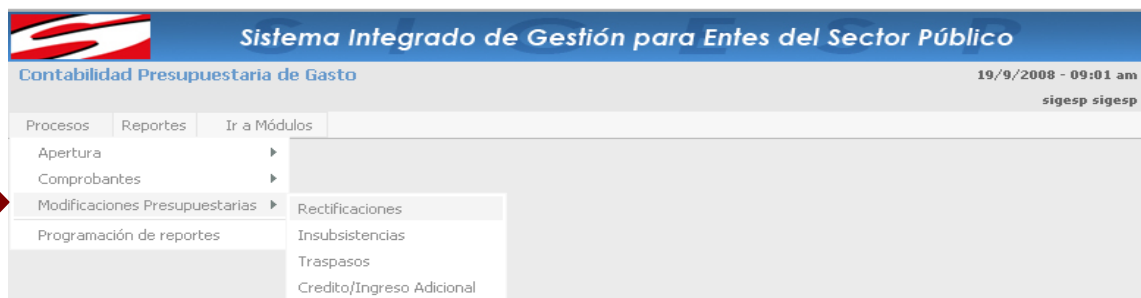 Sistema Integrado de Gestión para Entes del Sector Público
Contabilidad Presupuestaria de Gasto
19/9/2008 - 09:01 am
sigesp sigesp
Procesos Reportes Ir a Módulos
Apertura
Comprobantes
Modificaciones Presupuestarias
Programación de reportes
Rectificaciones
Insubsistencias
Traspasos
Credito/Ingreso Adicional